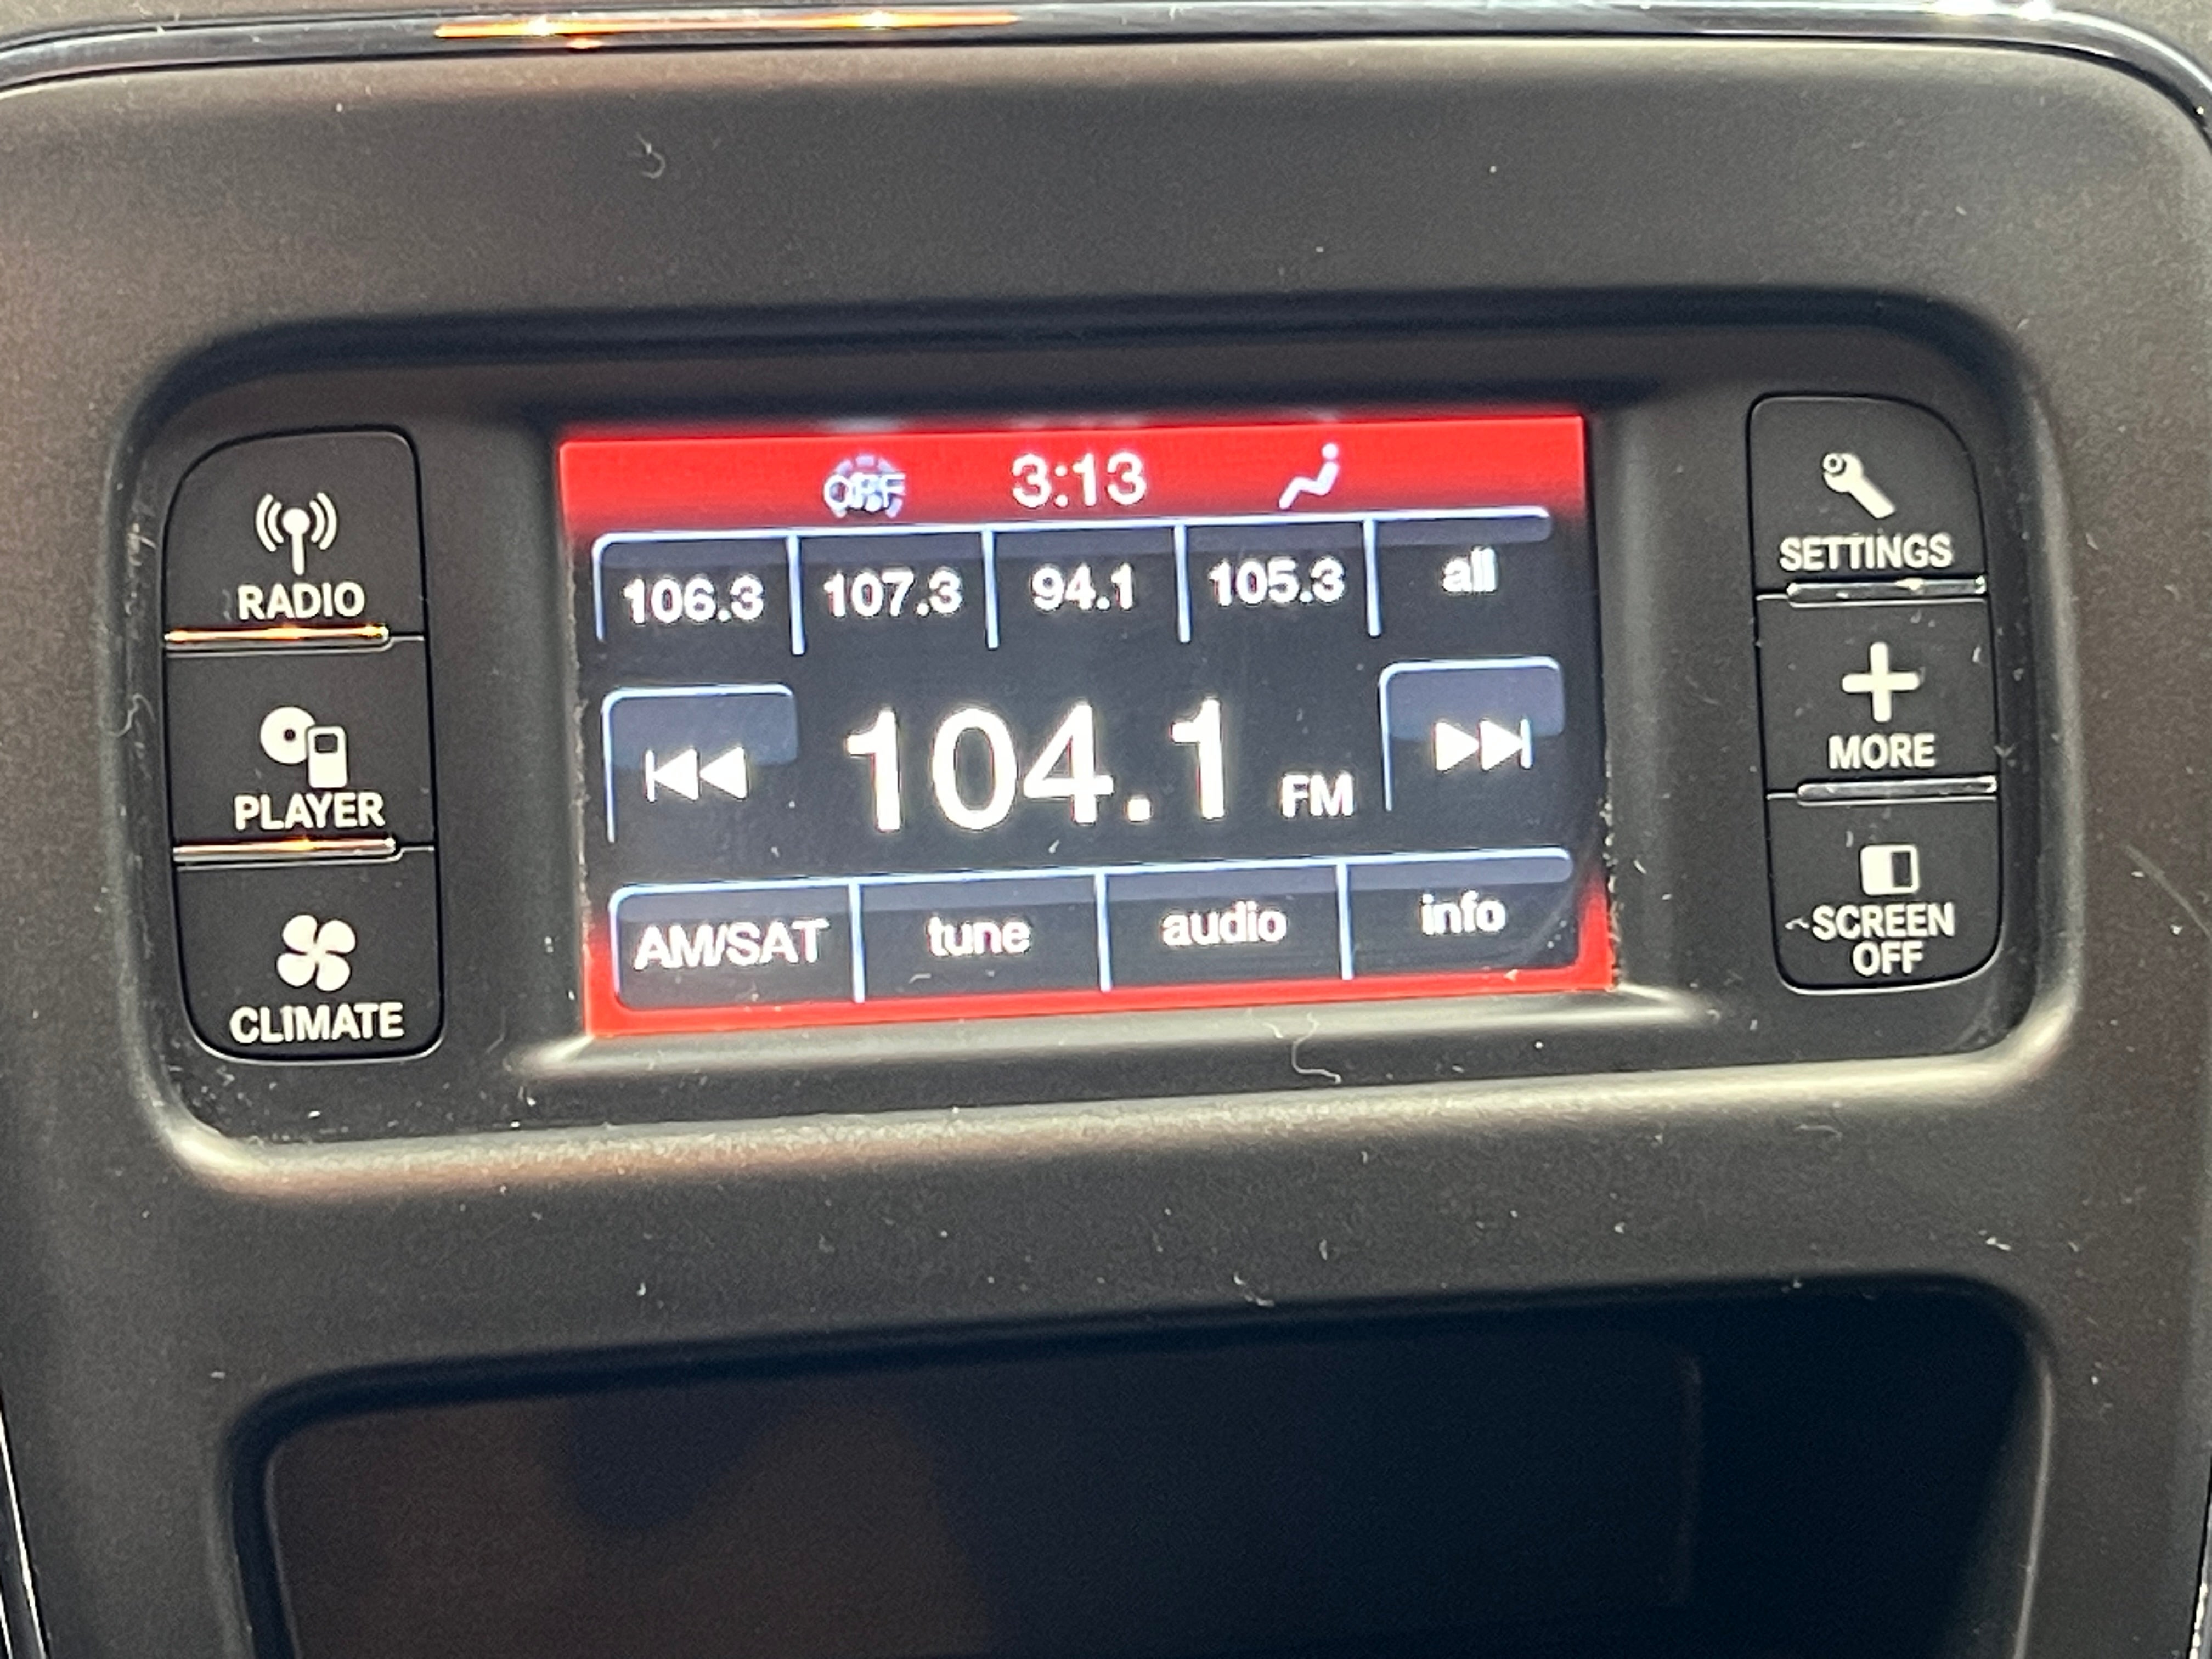 3:13
106.3 107.3 94.1 105.3 all
104.1 FM
AM/SAT tune audio info
RADIO
PLAYER
CLIMATE
SETTINGS
MORE
SCREEN
OFF